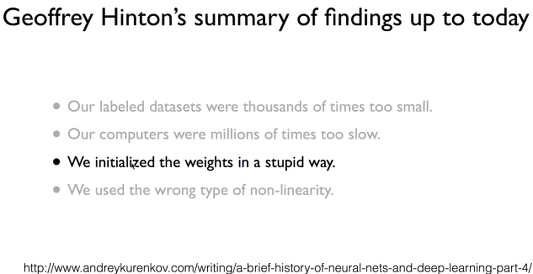 Geoffrey Hinton's summary of findings up to today
• Our labeled datasets were thousands of times too small.
• Our computers were millions of times too slow.
• We initialized the weights in a stupid way.
• We used the wrong type of non-linearity.
http://www.andreykurenkov.com/writing/a-brief-history-of-neural-nets-and-deep-learning-part-4/